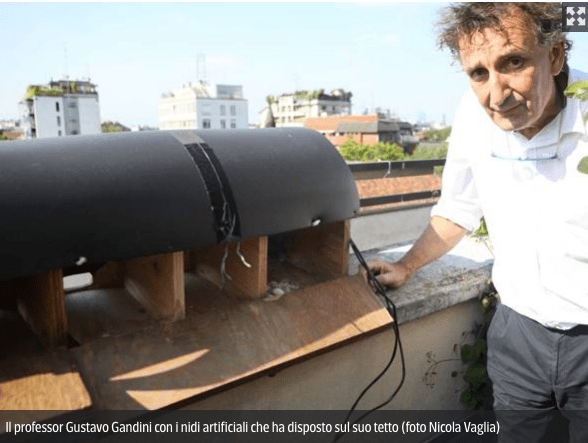 Il professor Gustavo Gandini con i nidi artificiali che ha disposto sul suo tetto (foto Nicola Vaglia)